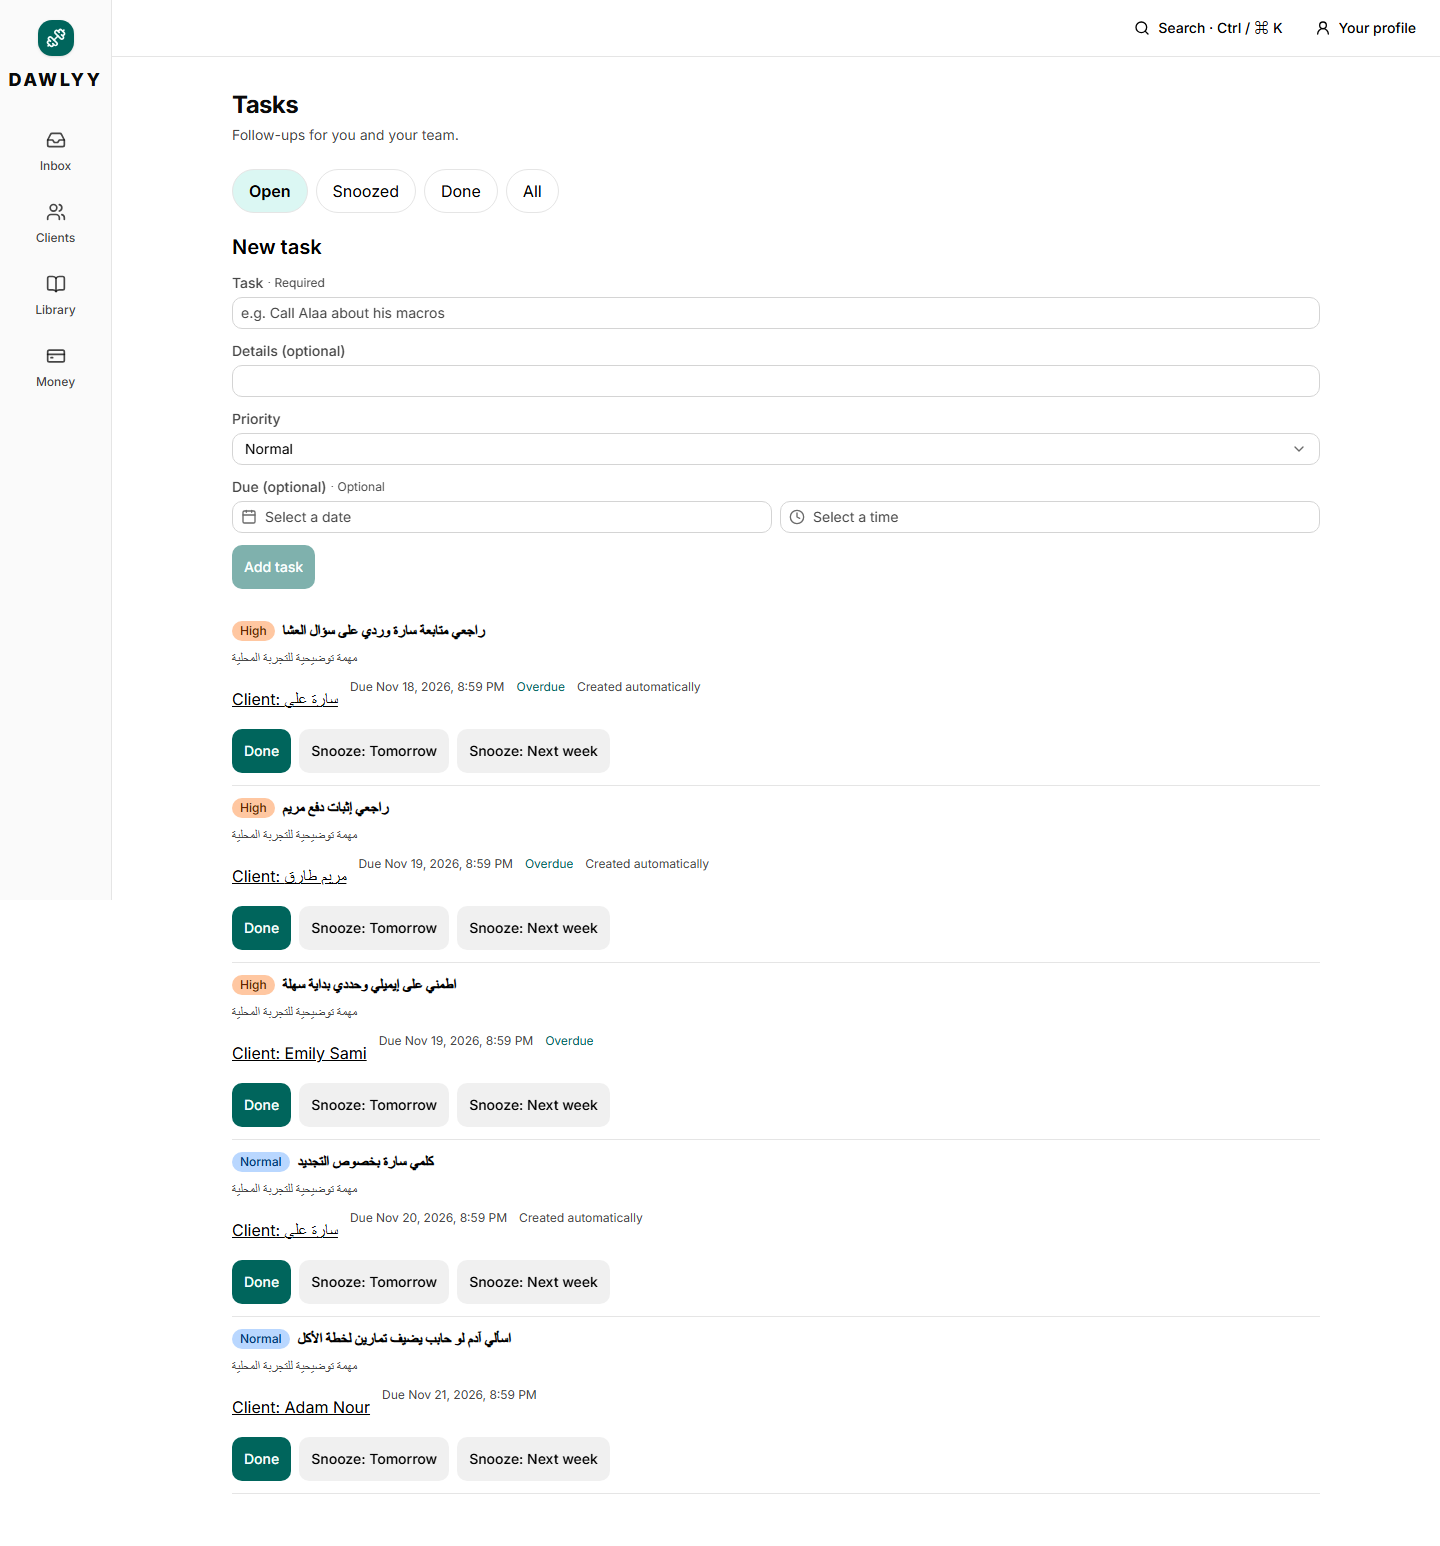 Search · Ctrl / ⌘ K
Your profile
DAWLYY
Inbox
Clients
Library
Money
Tasks
Follow-ups for you and your team.
Open
Snoozed
Done
All
New task
Task · Required
e.g. Call Alaa about his macros
Details (optional)
Priority
Normal
Due (optional) · Optional
Select a date
Select a time
Add task
High راجعي متابعة سارة وردي على سؤال العشا
مهمة توضيحية للتجربة المحلية
Client: سارة علي Due Nov 18, 2026, 8:59 PM Overdue Created automatically
Done Snooze: Tomorrow Snooze: Next week
High راجعي إثبات دفع مريم
مهمة توضيحية للتجربة المحلية
Client: مريم طارق Due Nov 19, 2026, 8:59 PM Overdue Created automatically
Done Snooze: Tomorrow Snooze: Next week
High اطمني على إيميلي وحددي بداية سهلة
مهمة توضيحية للتجربة المحلية
Client: Emily Sami Due Nov 19, 2026, 8:59 PM Overdue
Done Snooze: Tomorrow Snooze: Next week
Normal كلمي سارة بخصوص التجديد
مهمة توضيحية للتجربة المحلية
Client: سارة علي Due Nov 20, 2026, 8:59 PM Created automatically
Done Snooze: Tomorrow Snooze: Next week
Normal اسألي آدم لو حابب يضيف تمارين لخطة الأكل
مهمة توضيحية للتجربة المحلية
Client: Adam Nour Due Nov 21, 2026, 8:59 PM
Done Snooze: Tomorrow Snooze: Next week